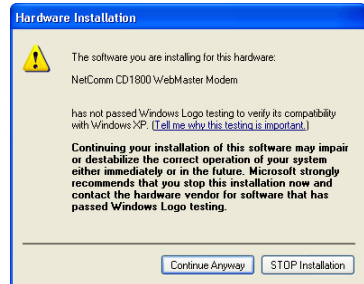 Hardware Installation
The software you are installing for this hardware:
NetComm CD1800 WebMaster Modem
has not passed Windows Logo testing to verify its compatibility
with Windows XP. (Tell me why this testing is important.)
Continuing your installation of this software may impair
or destabilize the correct operation of your system
either immediately or in the future. Microsoft strongly
recommends that you stop this installation now and
contact the hardware vendor for software that has
passed Windows Logo testing.
Continue Anyway STOP Installation